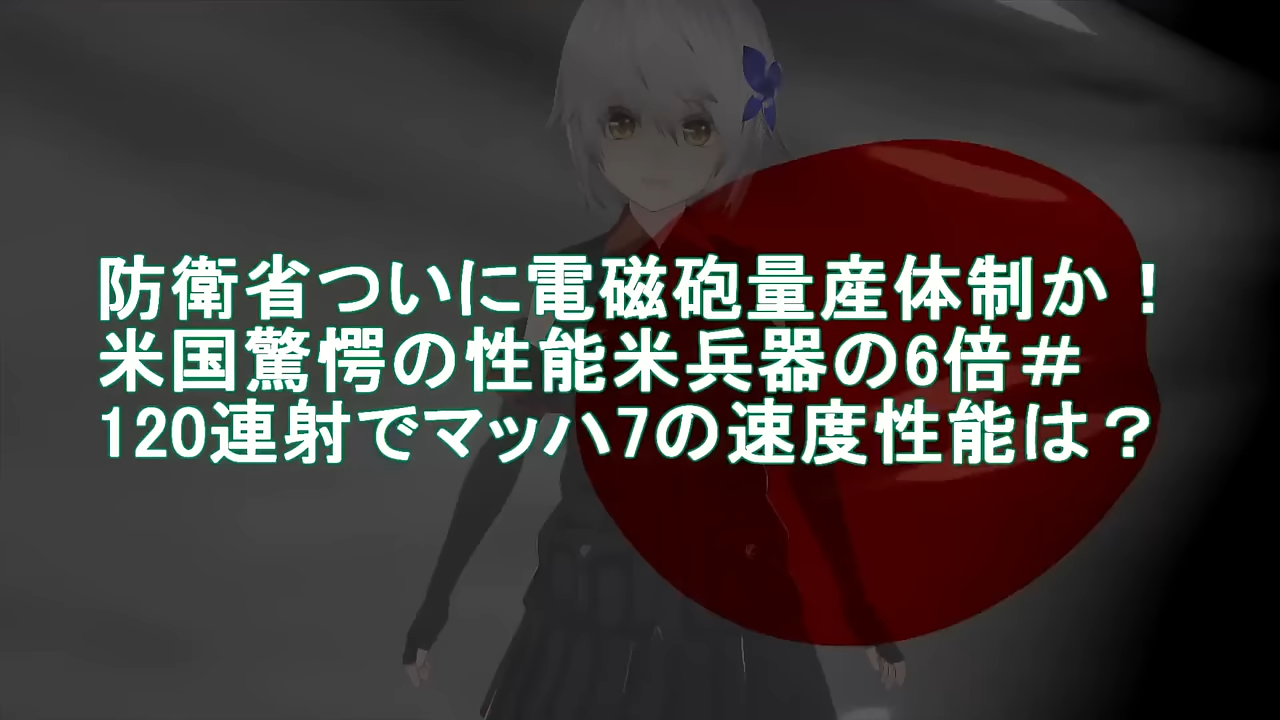 防衛省ついに電磁砲量産体制か！
米国驚愕の性能米兵器の6倍＃
120連射でマッハ7の速度性能は？